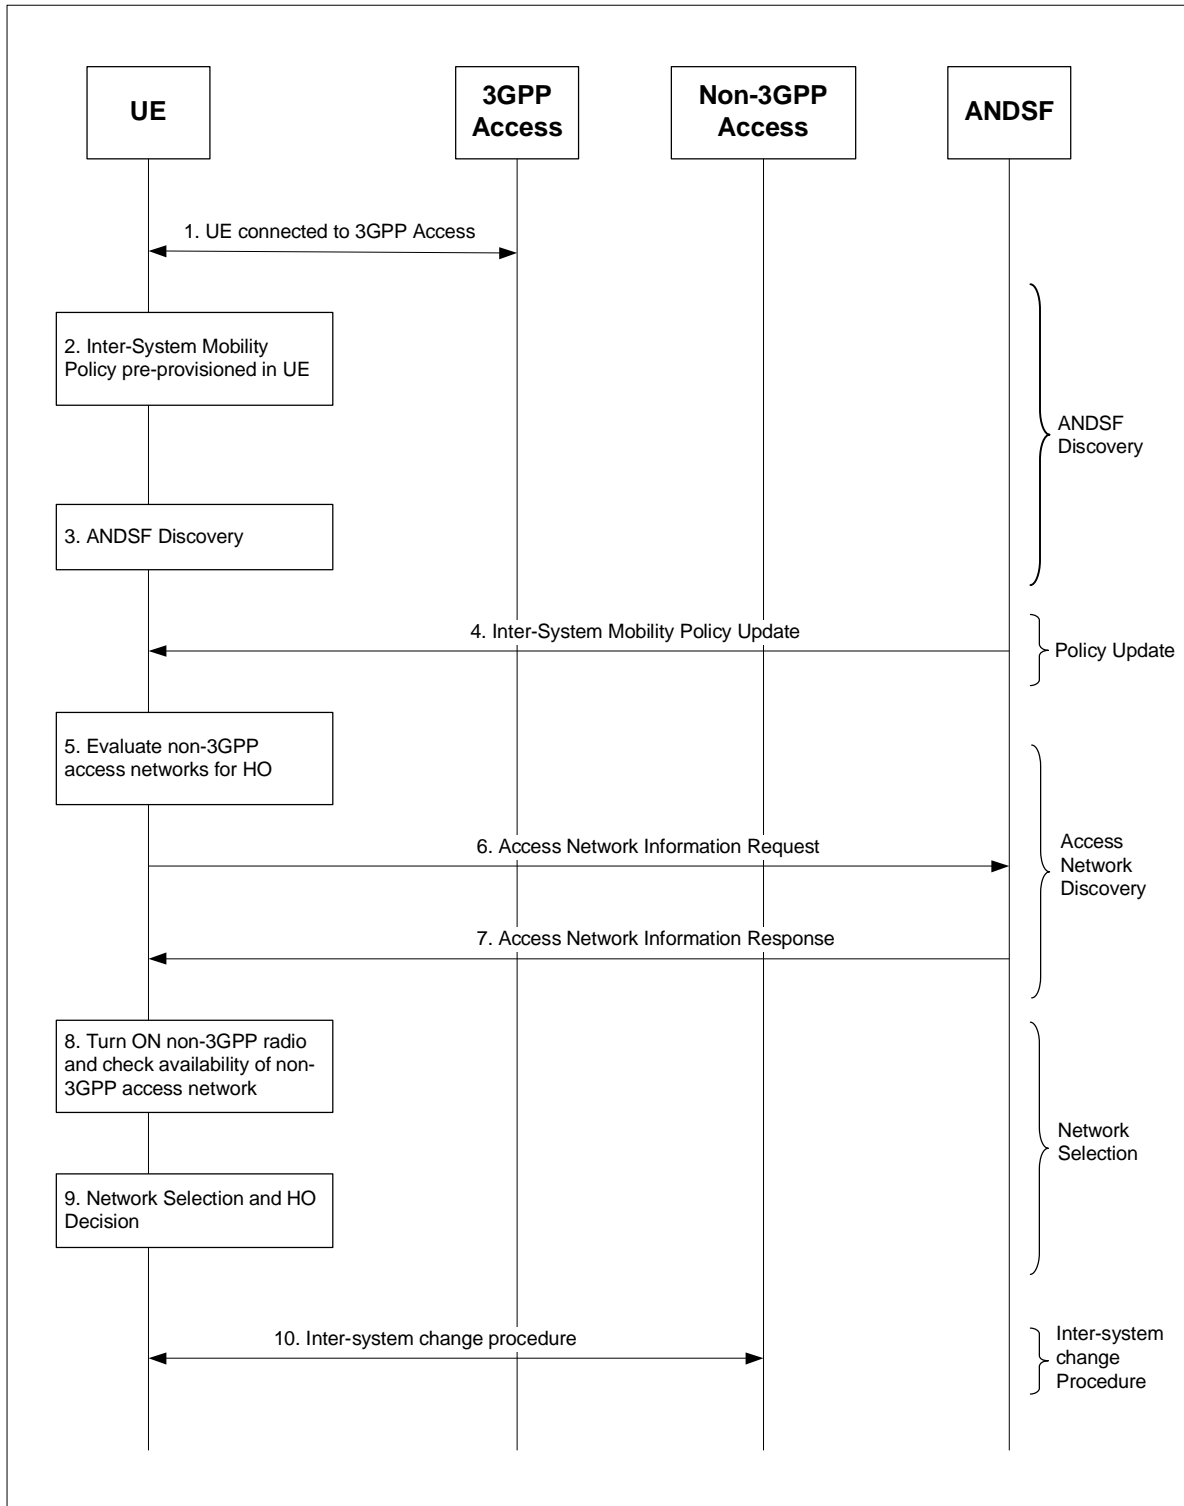 UE
3GPP
Access
Non-3GPP
Access
ANDSF
1. UE connected to 3GPP Access
2. Inter-System Mobility
Policy pre-provisioned in UE
ANDSF
Discovery
3. ANDSF Discovery
4. Inter-System Mobility Policy Update
Policy Update
5. Evaluate non-3GPP
access networks for HO
6. Access Network Information Request
Access
Network
Discovery
7. Access Network Information Response
8. Turn ON non-3GPP radio
and check availability of non-
3GPP access network
Network
Selection
9. Network Selection and HO
Decision
10. Inter-system change procedure
Inter-system
change
Procedure